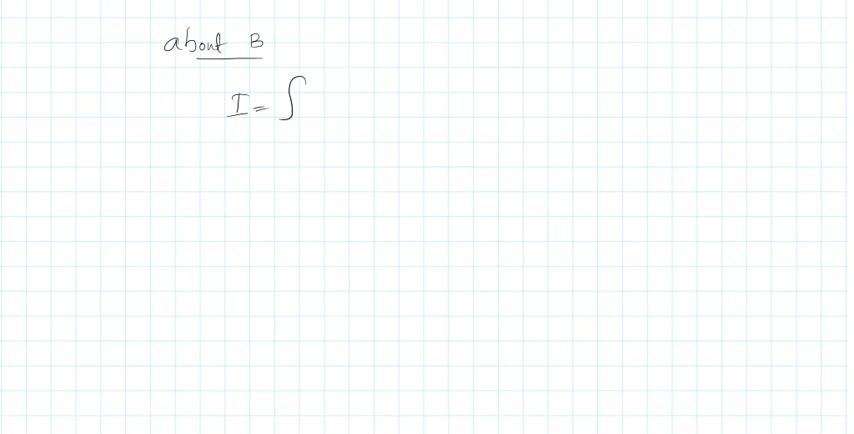 about B
I = ∫